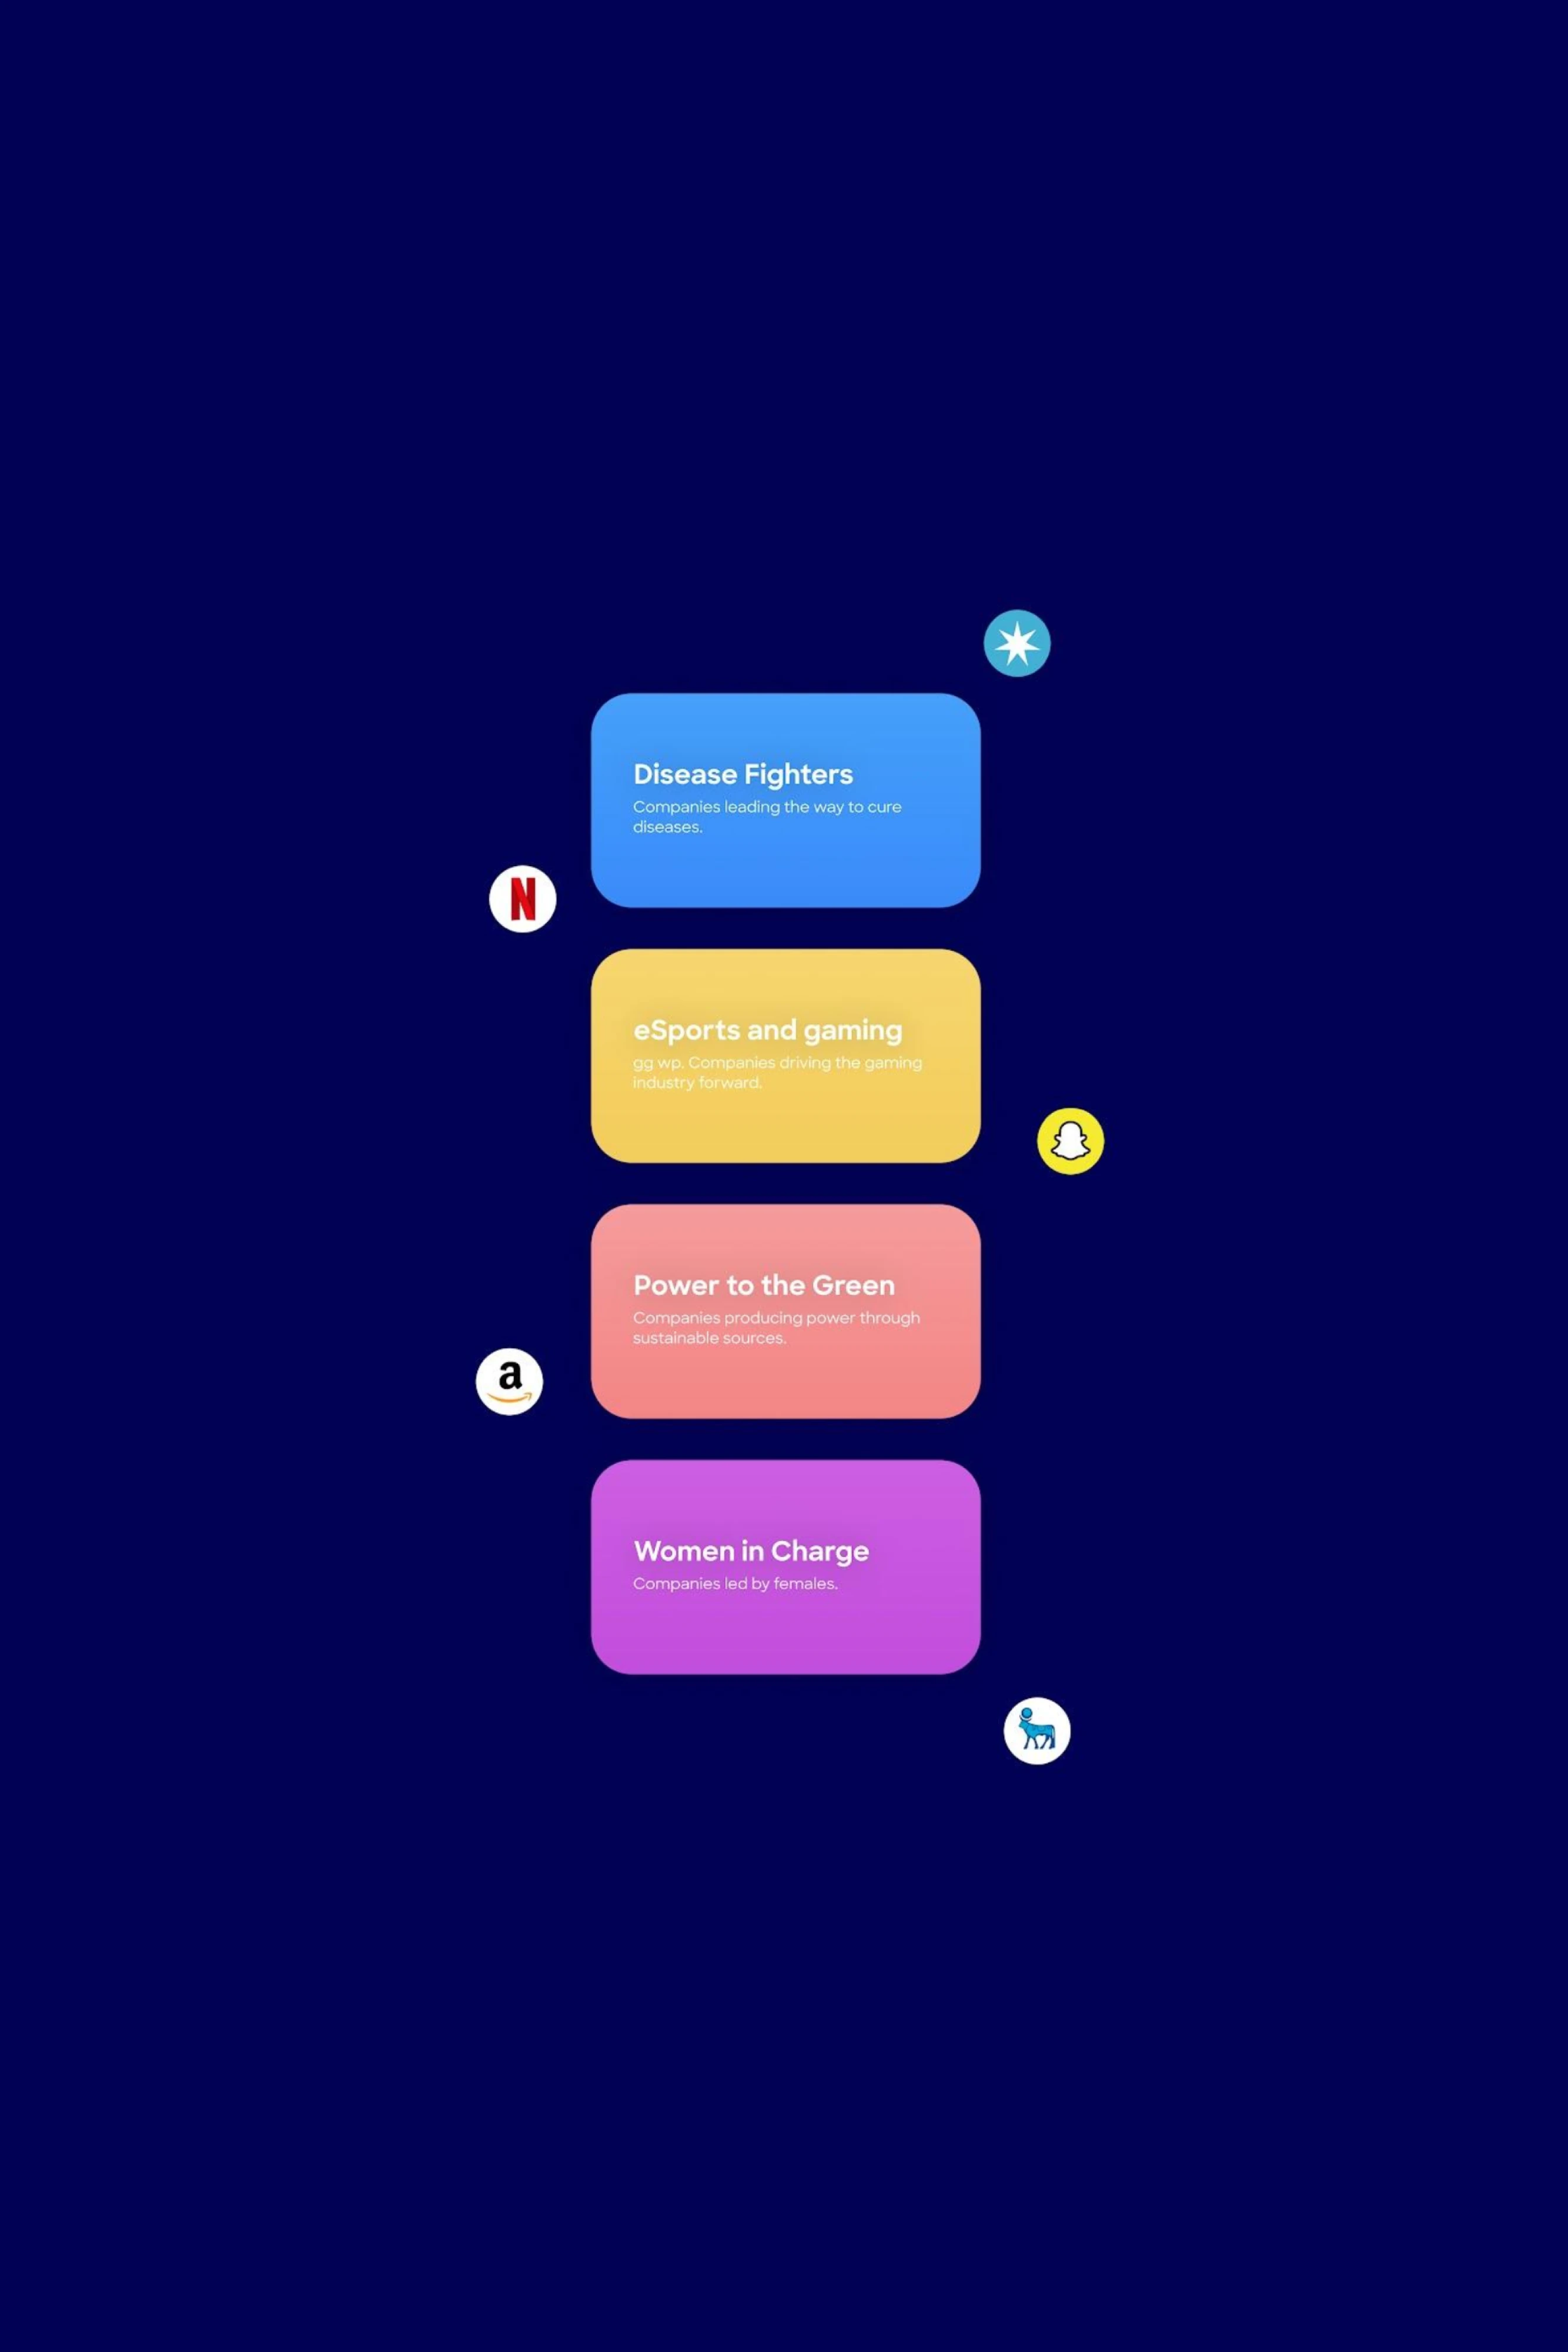 Disease Fighters
Companies leading the way to cure
diseases.
N
eSports and gaming
gg wp. Companies driving the gaming
industry forward.
Power to the Green
Companies producing power through
sustainable sources.
a
Women in Charge
Companies led by females.